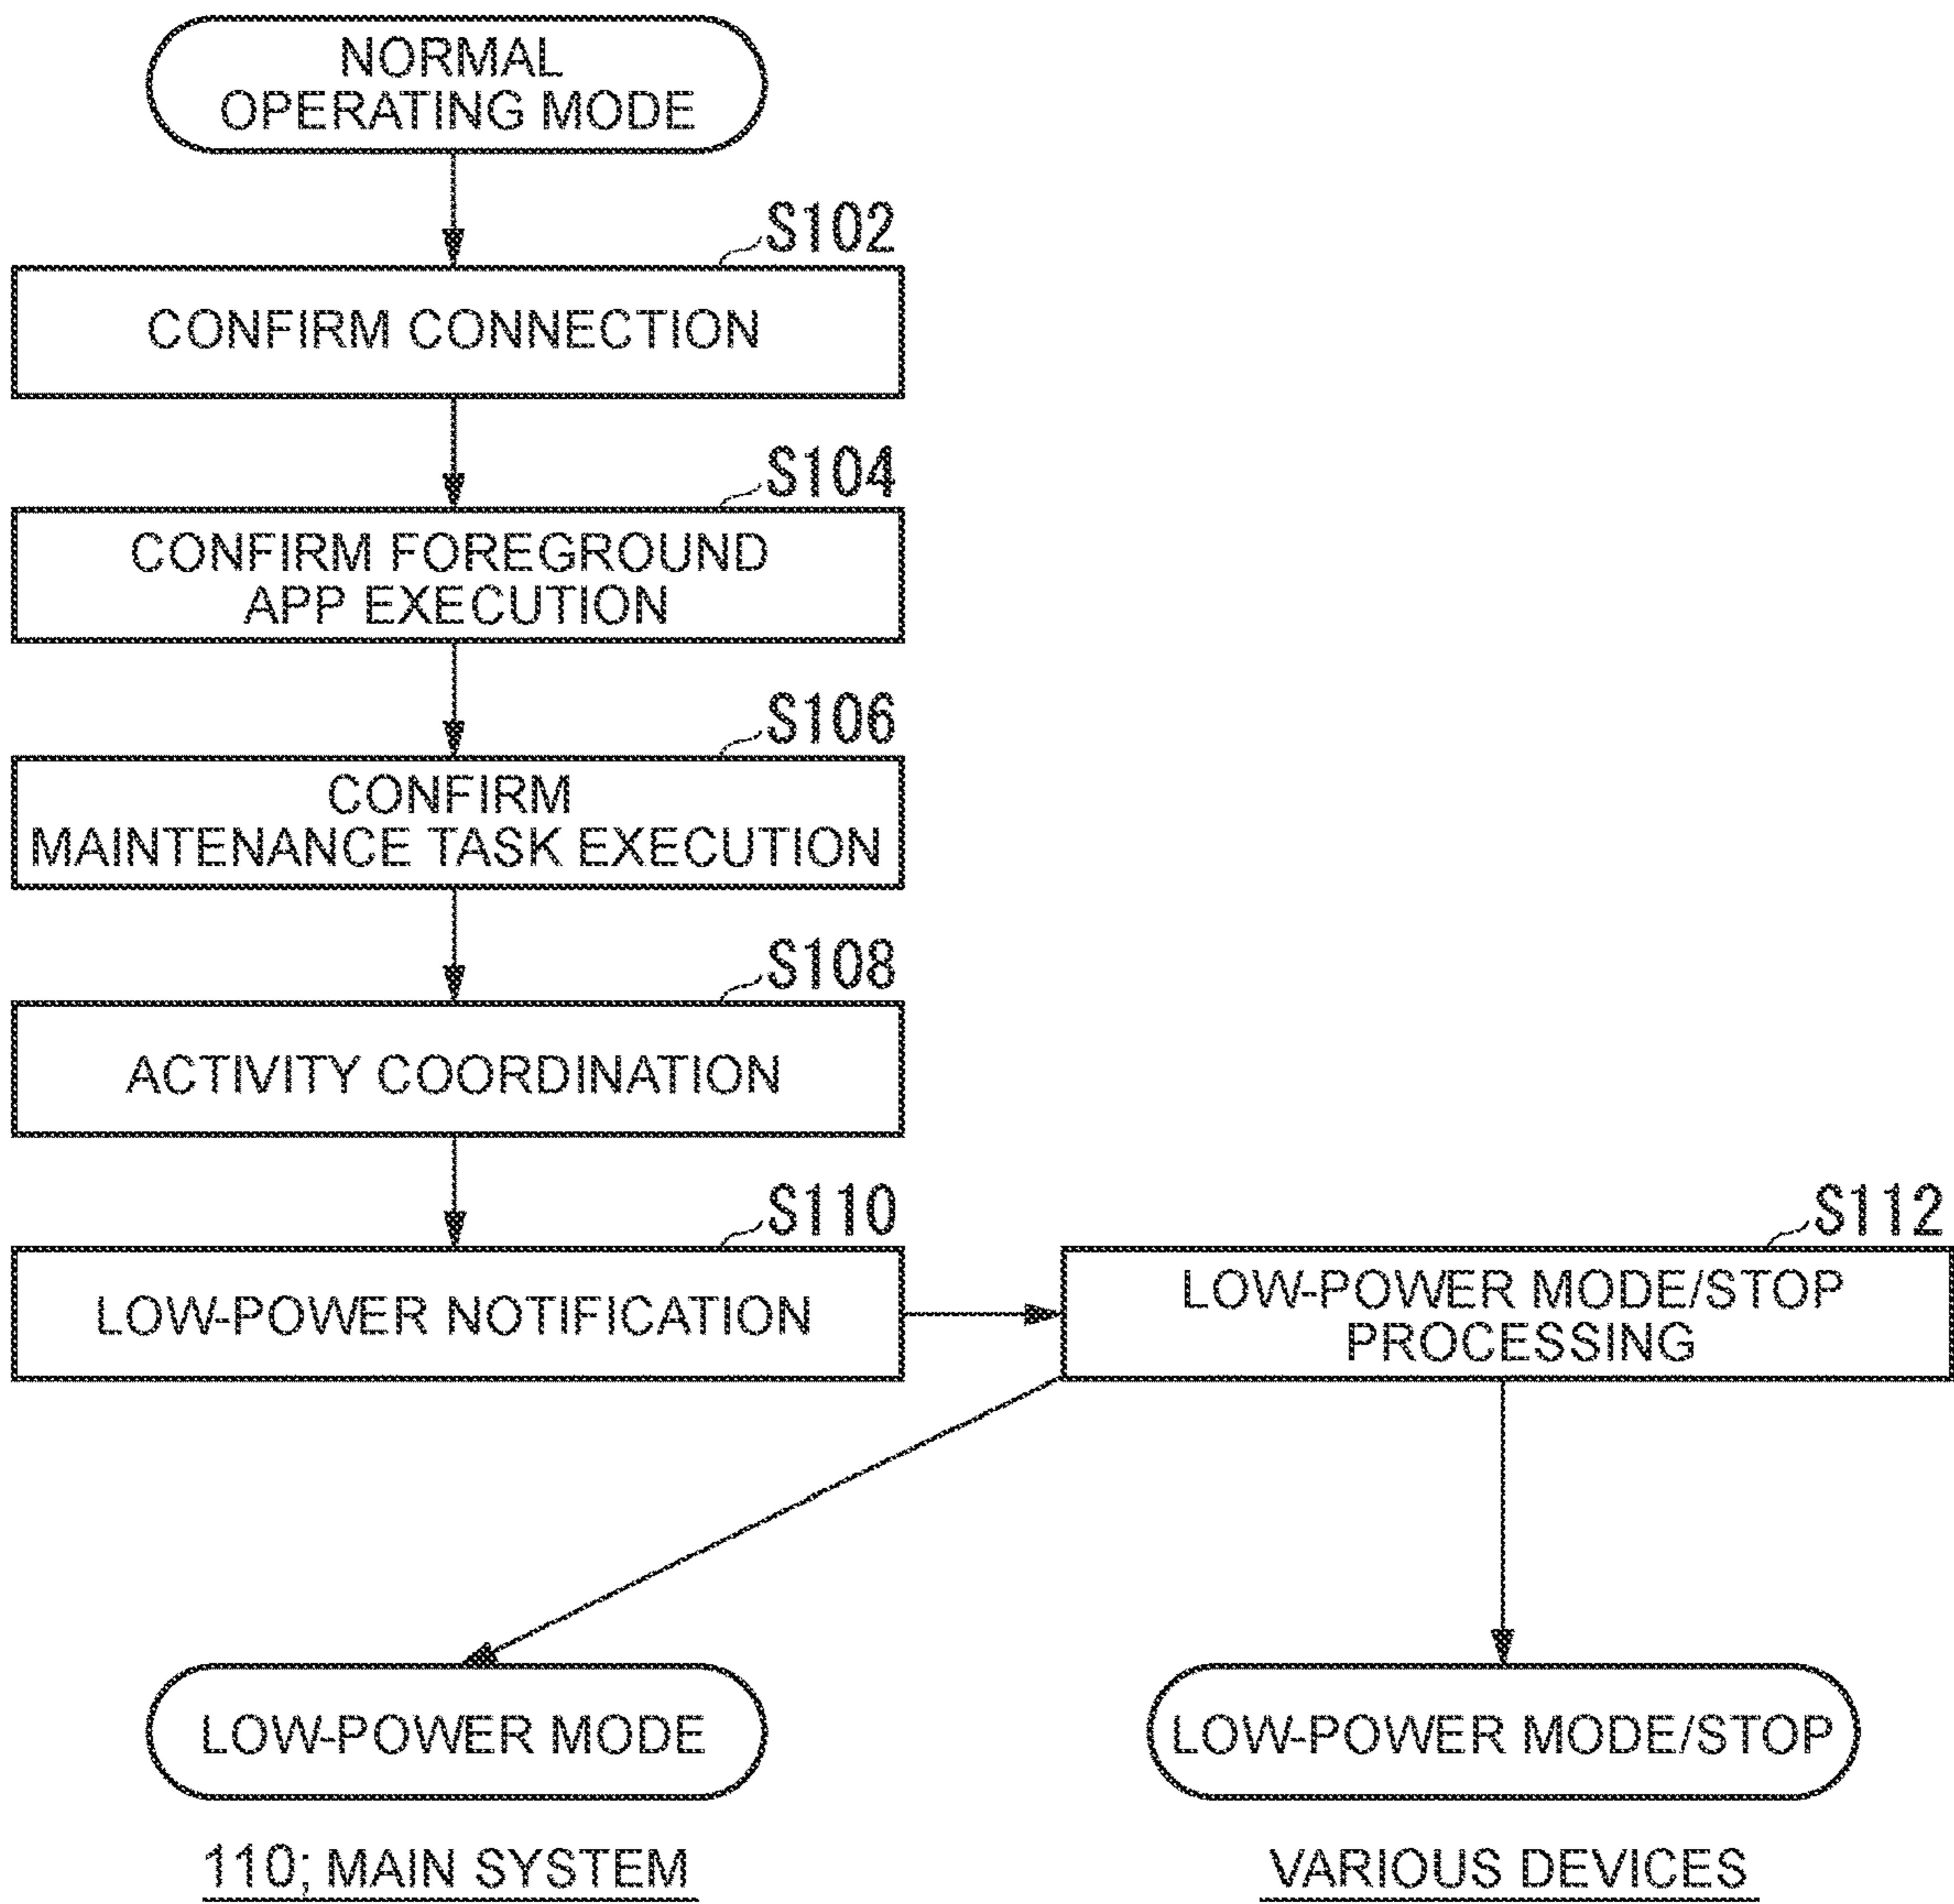 NORMAL
OPERATING MODE
S102
CONFIRM CONNECTION
S104
CONFIRM FOREGROUND
APP EXECUTION
S106
CONFIRM
MAINTENANCE TASK EXECUTION
S108
ACTIVITY COORDINATION
S110
LOW-POWER NOTIFICATION
S112
LOW-POWER MODE/STOP
PROCESSING
LOW-POWER MODE
LOW-POWER MODE/STOP
110; MAIN SYSTEM
VARIOUS DEVICES